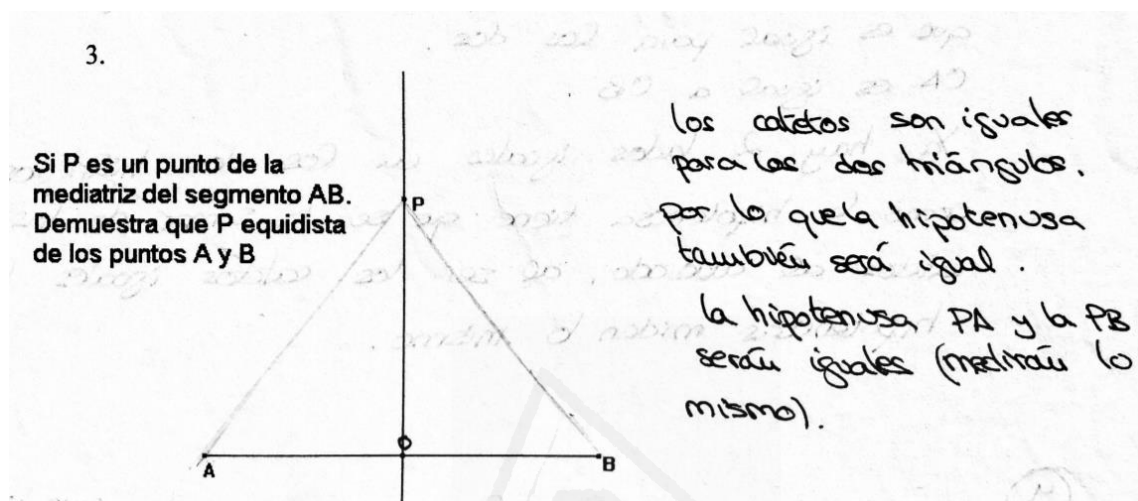 3.
Si P es un punto de la
mediatriz del segmento AB.
Demuestra que P equidista
de los puntos A y B
P
O
A
B
los catetos son iguales
para los dos triángulos.
por lo que la hipotenusa
también será igual.
la hipotenusa PA y la PB
serán iguales (medirán lo
mismo).